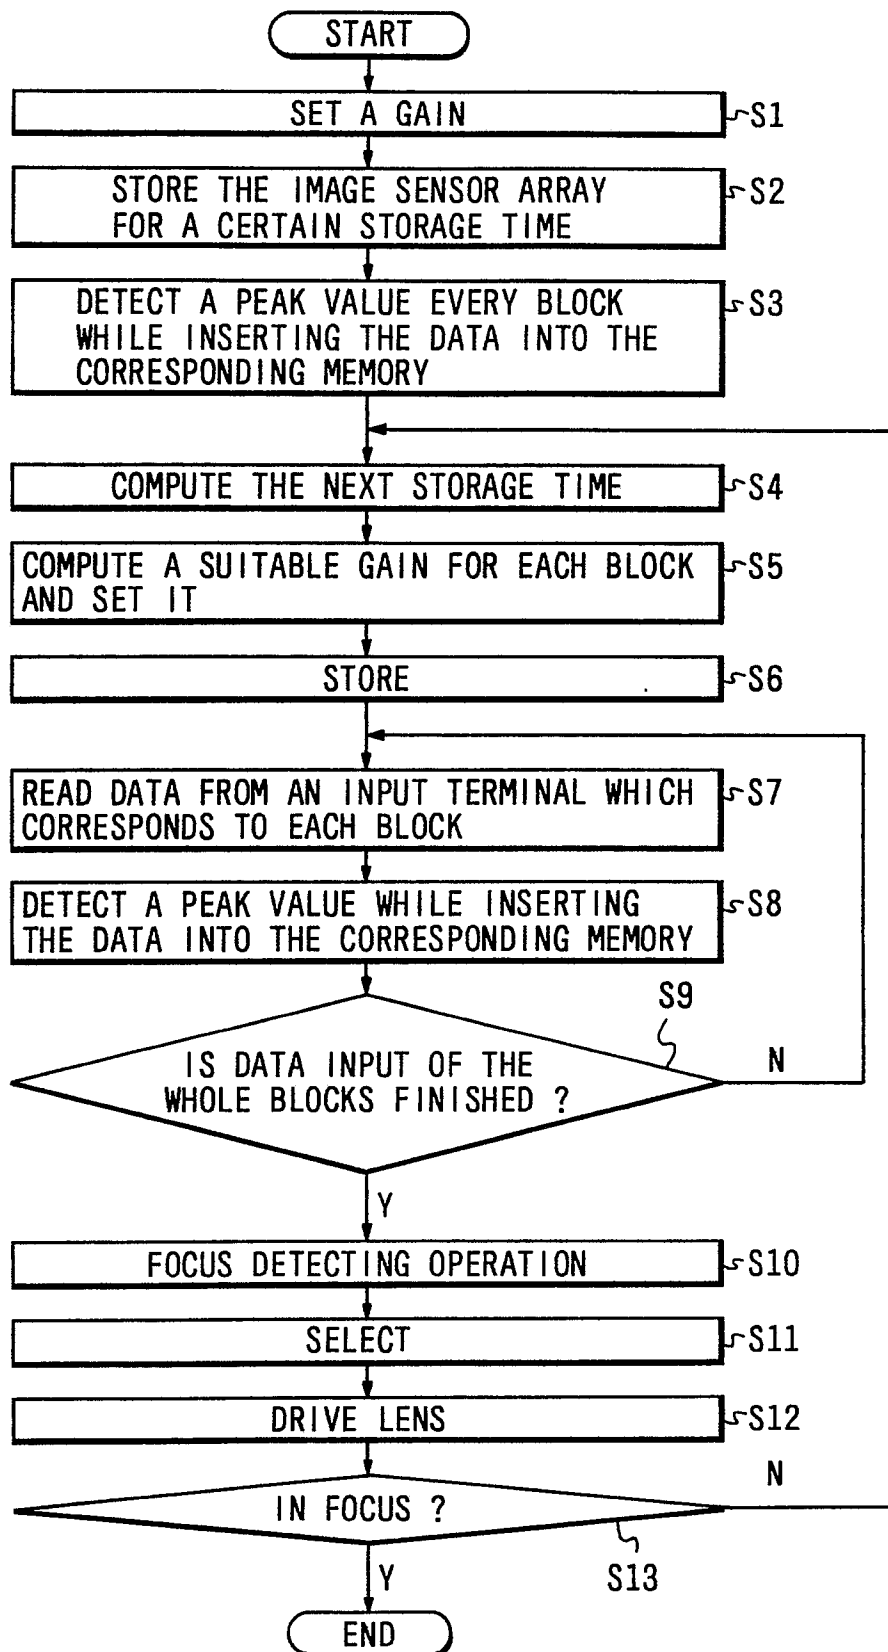 START
SET A GAIN
S1
STORE THE IMAGE SENSOR ARRAY
FOR A CERTAIN STORAGE TIME
S2
DETECT A PEAK VALUE EVERY BLOCK
WHILE INSERTING THE DATA INTO THE
CORRESPONDING MEMORY
S3
COMPUTE THE NEXT STORAGE TIME
S4
COMPUTE A SUITABLE GAIN FOR EACH BLOCK
AND SET IT
S5
STORE
S6
READ DATA FROM AN INPUT TERMINAL WHICH
CORRESPONDS TO EACH BLOCK
S7
DETECT A PEAK VALUE WHILE INSERTING
THE DATA INTO THE CORRESPONDING MEMORY
S8
S9
IS DATA INPUT OF THE
WHOLE BLOCKS FINISHED ?
N
Y
FOCUS DETECTING OPERATION
S10
SELECT
S11
DRIVE LENS
S12
IN FOCUS ?
N
S13
Y
END